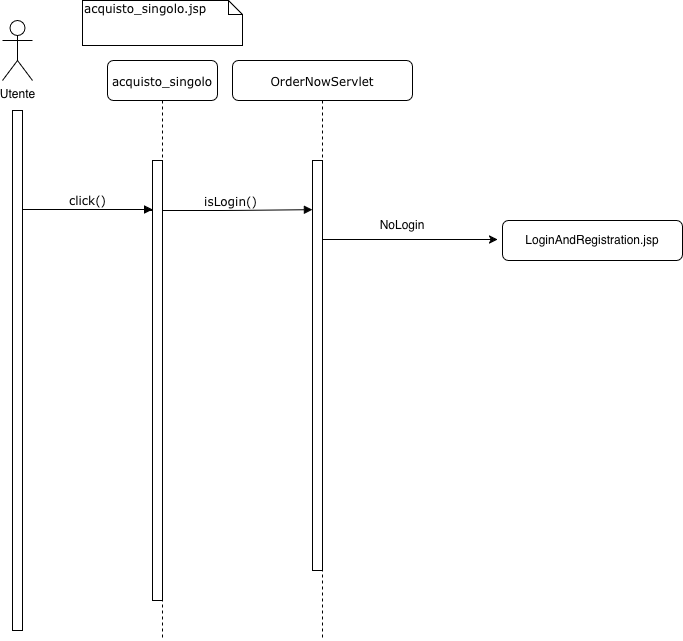 acquisto_singolo.jsp
Utente
acquisto_singolo
OrderNowServlet
click()
isLogin()
NoLogin
LoginAndRegistration.jsp